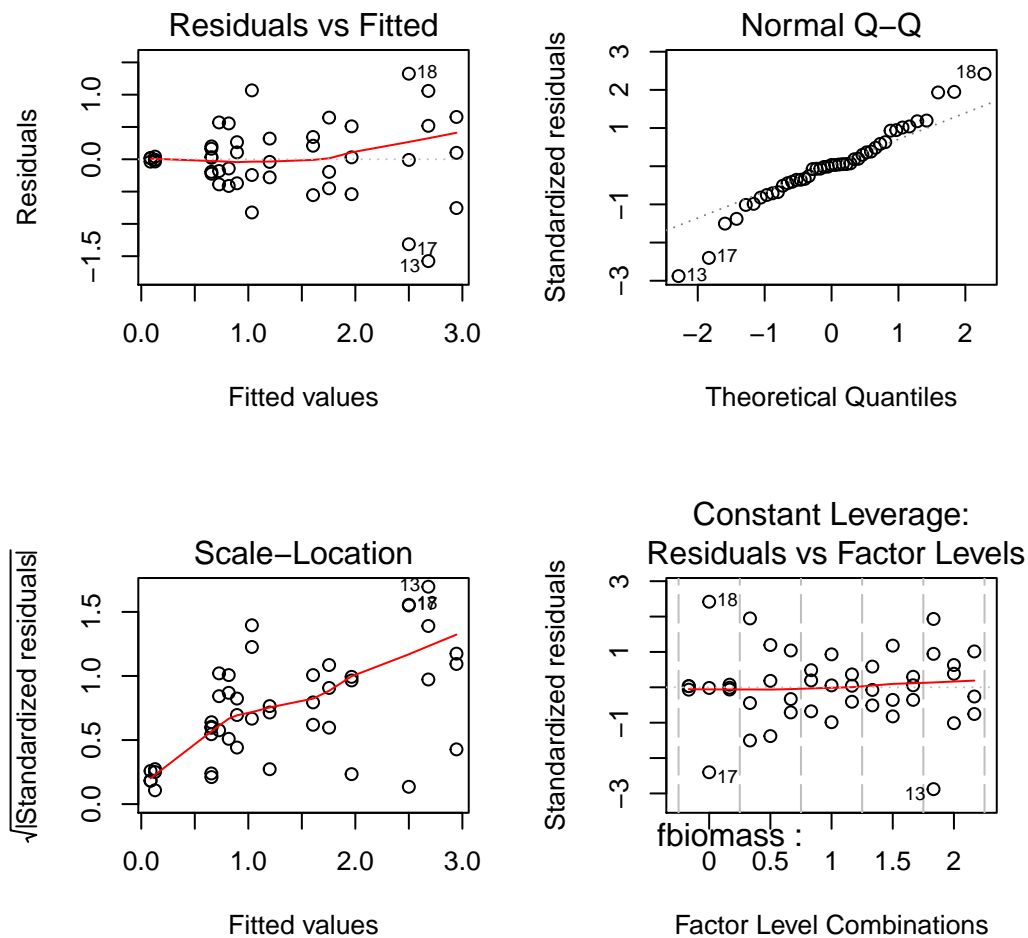 Residuals vs Fitted
Residuals
1.0
0.0
−1.5
18
17
13
0.0 1.0 2.0 3.0
Fitted values
Normal Q−Q
Standardized residuals
3
1
−1
−3
18
17
13
−2 −1 0 1 2
Theoretical Quantiles
Scale−Location
√|Standardized residuals|
1.5
1.0
0.5
0.0
13
17
18
0.0 1.0 2.0 3.0
Fitted values
Constant Leverage:
Residuals vs Factor Levels
Standardized residuals
3
1
−1
−3
18
17
13
fbiomass :
0 0.5 1 1.5 2
Factor Level Combinations